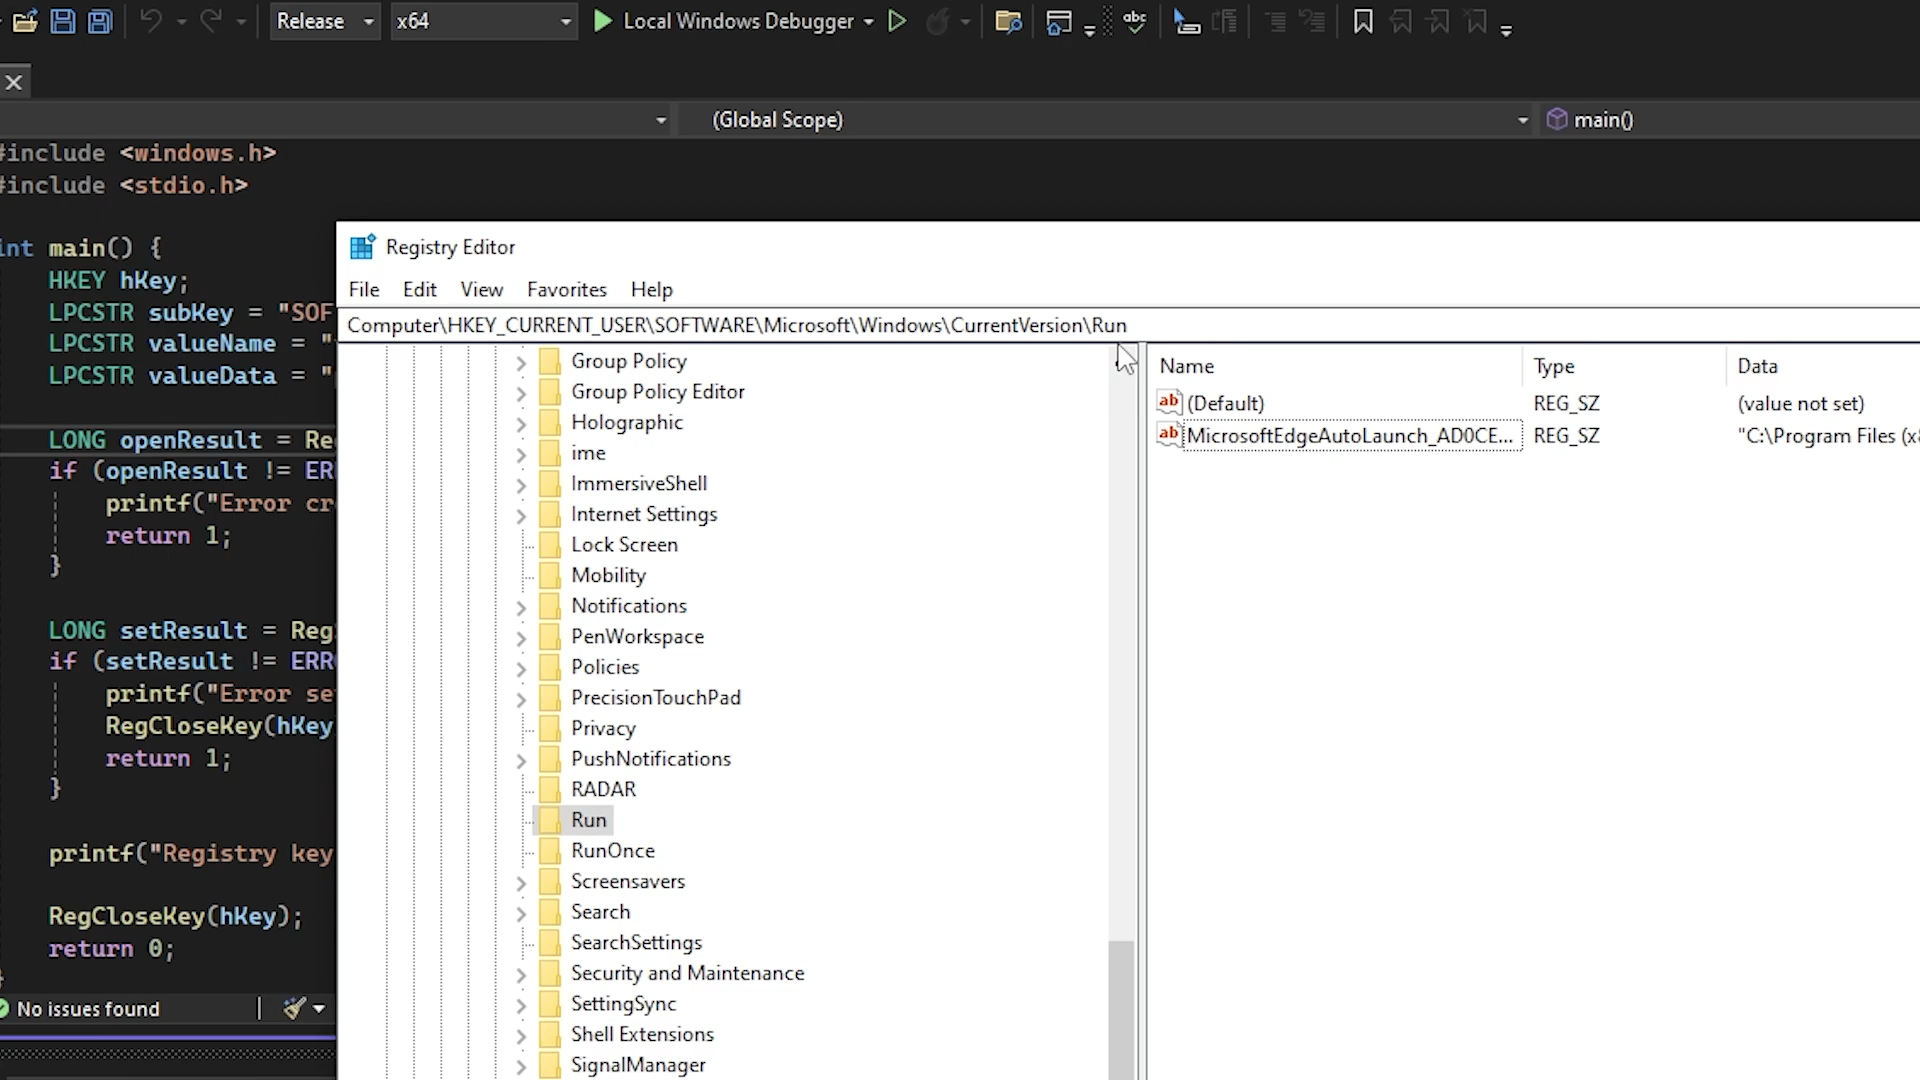 Release
x64
Local Windows Debugger
abc
(Global Scope)
main()
#include <windows.h>
#include <stdio.h>
int main() {
HKEY hKey;
LPCSTR subKey = "SOF
LPCSTR valueName = "
LPCSTR valueData = "
LONG openResult = Re
if (openResult != ER
printf("Error cr
return 1;
}
LONG setResult = Reg
if (setResult != ERR
printf("Error se
RegCloseKey(hKey
return 1;
}
printf("Registry key
RegCloseKey(hKey);
return 0;
}
No issues found
Registry Editor
File Edit View Favorites Help
Computer\HKEY_CURRENT_USER\SOFTWARE\Microsoft\Windows\CurrentVersion\Run
Group Policy
Group Policy Editor
Holographic
ime
ImmersiveShell
Internet Settings
Lock Screen
Mobility
Notifications
PenWorkspace
Policies
PrecisionTouchPad
Privacy
PushNotifications
RADAR
Run
RunOnce
Screensavers
Search
SearchSettings
Security and Maintenance
SettingSync
Shell Extensions
SignalManager
Name Type Data
ab (Default) REG_SZ (value not set)
ab MicrosoftEdgeAutoLaunch_AD0CE... REG_SZ "C:\Program Files (x8